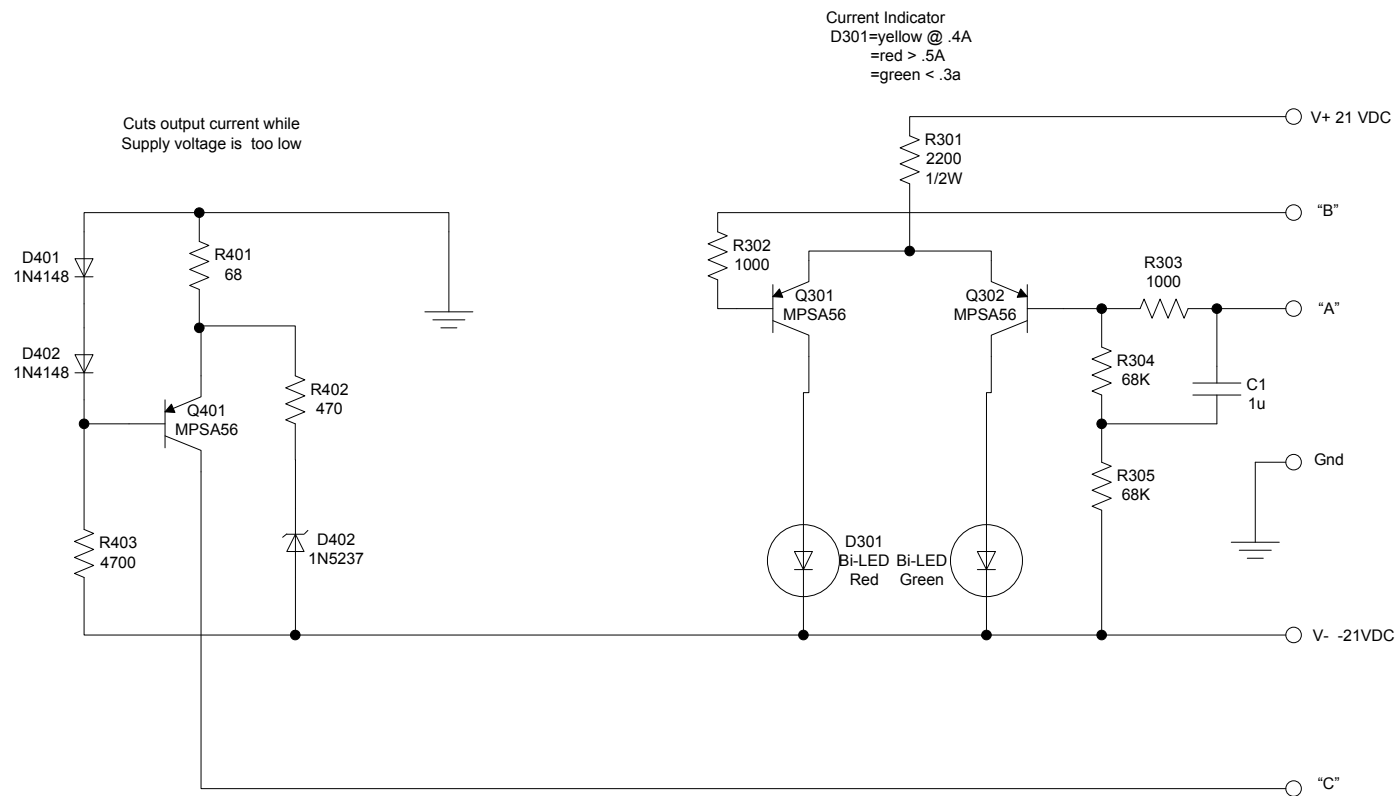 Current Indicator
D301=yellow @ .4A
=red > .5A
=green < .3a
Cuts output current while
Supply voltage is too low
V+ 21 VDC
R301
2200
1/2W
“B”
R302
1000
D401
1N4148
R401
68
R303
1000
Q301
MPSA56
Q302
MPSA56
“A”
D402
1N4148
R402
470
R304
68K
C1
1u
Q401
MPSA56
Gnd
R305
68K
R403
4700
D402
1N5237
D301
Bi-LED
Red
Bi-LED
Green
V- -21VDC
“C”